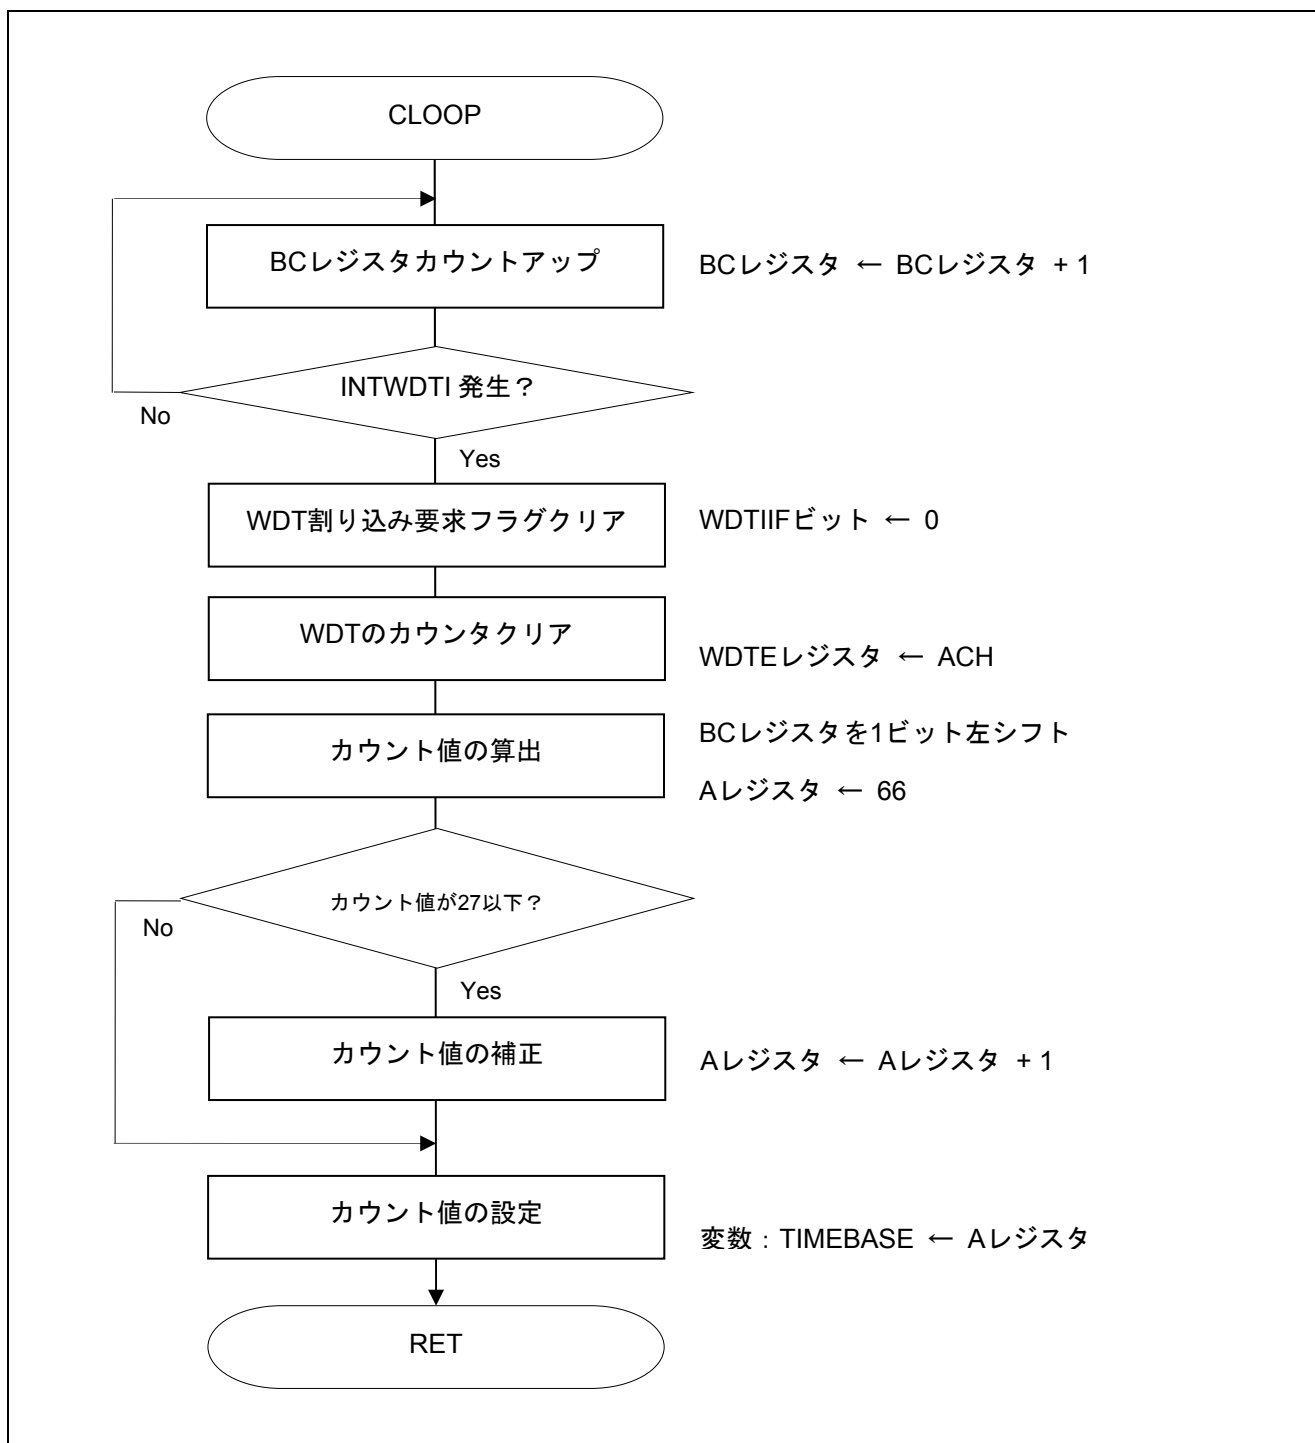 CLOOP
BCレジスタカウントアップ
BCレジスタ ← BCレジスタ + 1
INTWDTI 発生？
No
Yes
WDT割り込み要求フラグクリア
WDTIIFビット ← 0
WDTのカウンタクリア
WDTEレジスタ ← ACH
カウント値の算出
BCレジスタを1ビット左シフト
Aレジスタ ← 66
カウント値が27以下？
No
Yes
カウント値の補正
Aレジスタ ← Aレジスタ + 1
カウント値の設定
変数：TIMEBASE ← Aレジスタ
RET